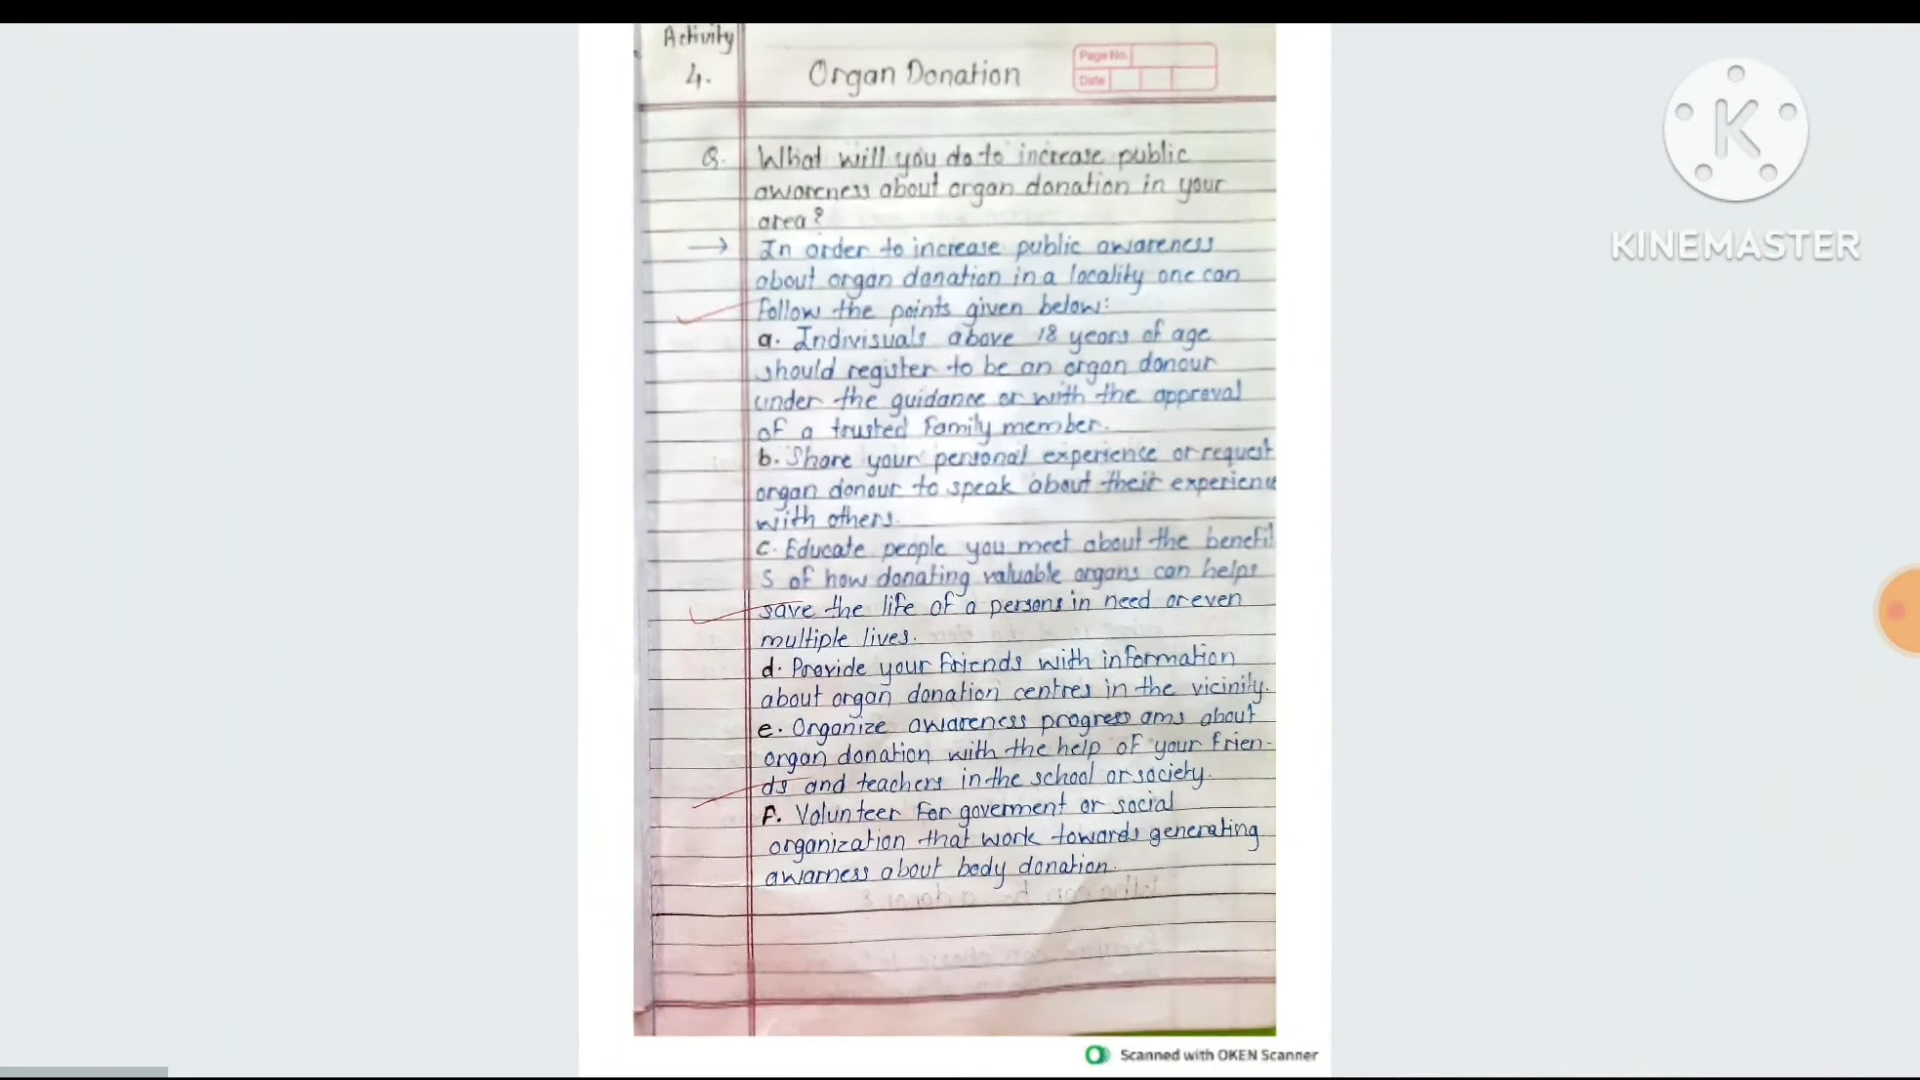 Activity
4.
Organ Donation
Page No.
Date
Q. What will you do to increase public
awareness about organ donation in your
area?
→ In order to increase public awareness
about organ donation in a locality one can
follow the points given below:
a. Indivisuals above 18 years of age
should register to be an organ donour
under the guidance or with the approval
of a trusted family member.
b. Share your personal experience or request
organ donour to speak about their experience
with others.
c. Educate people you meet about the benefit
s of how donating valuable organs can helps
save the life of a persons in need or even
multiple lives.
d. Provide your friends with information
about organ donation centres in the vicinity.
e. Organize awareness progress ams about
organ donation with the help of your frien-
ds and teachers in the school or society.
F. Volunteer for goverment or social
organization that work towards generating
awarness about body donation.
Scanned with OKEN Scanner
K
KINEMASTER